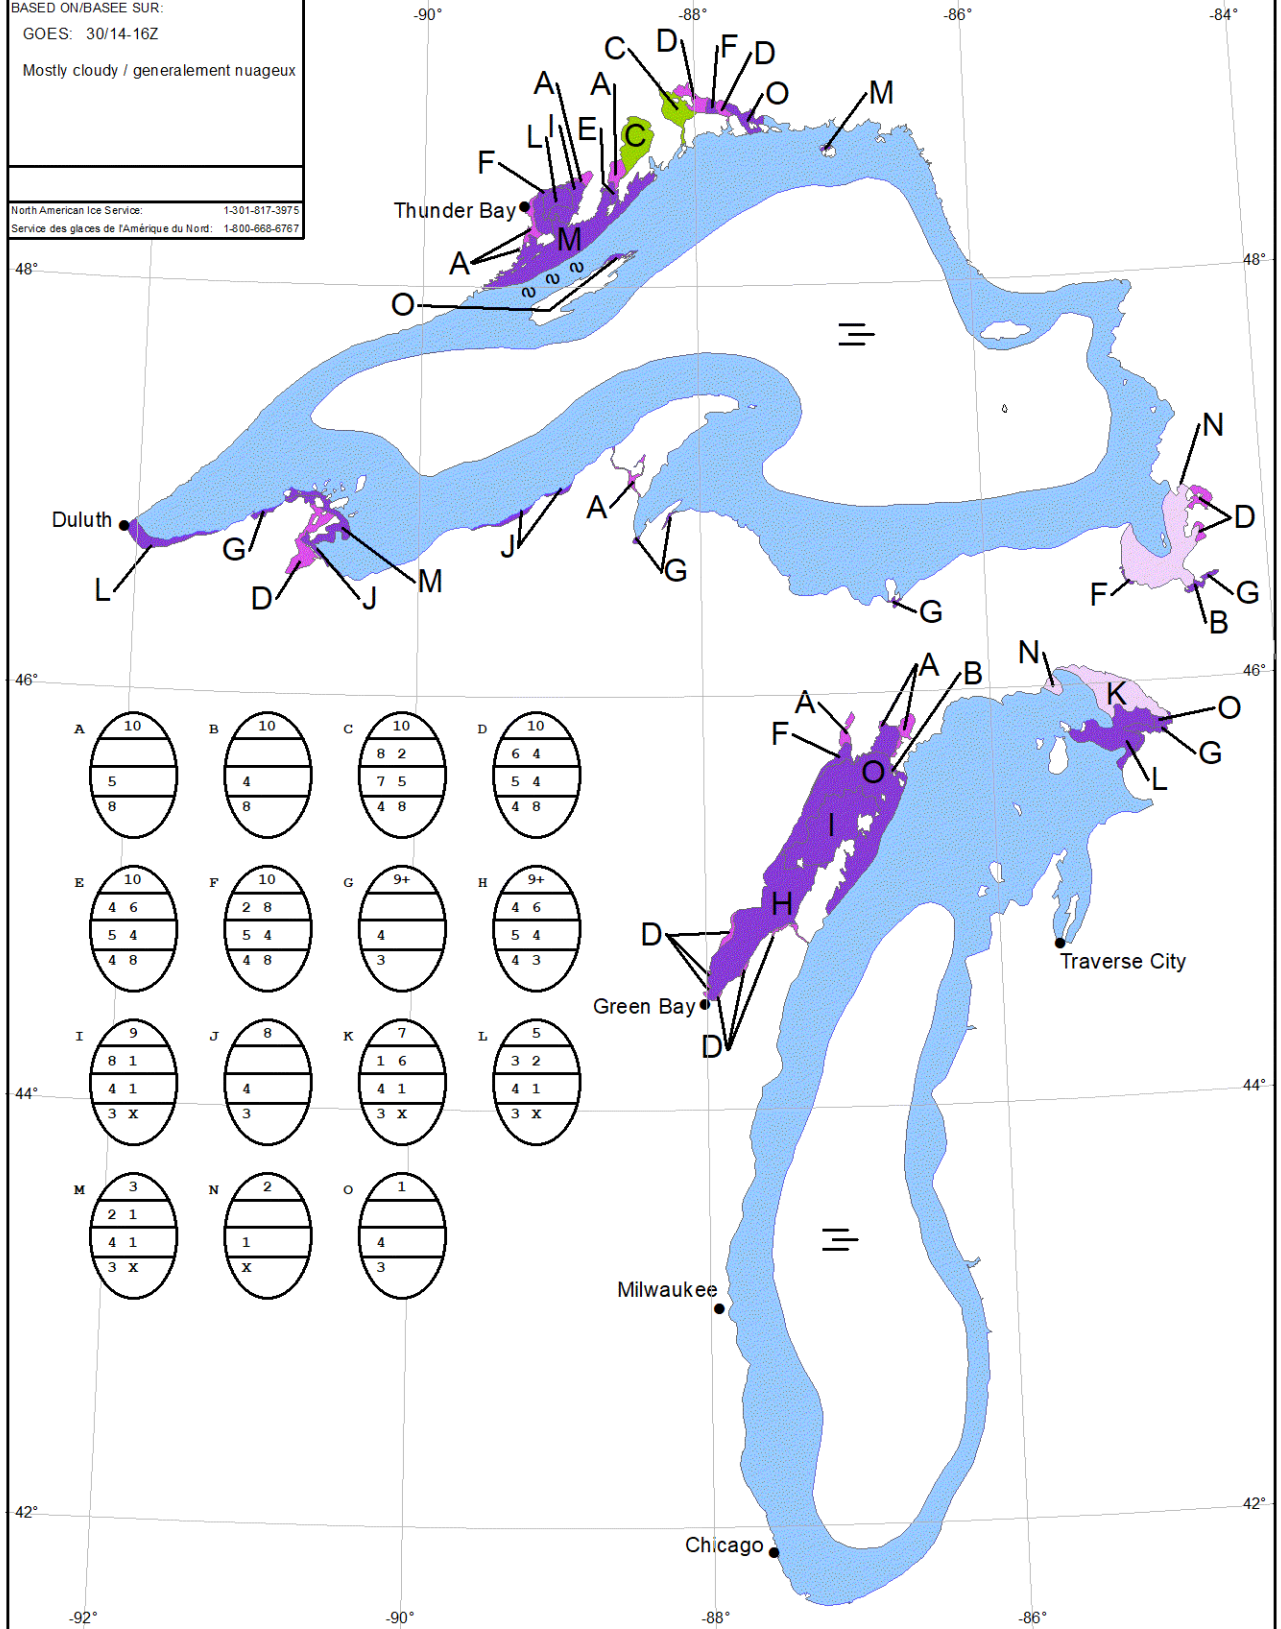 BASED ON/BASEE SUR:
GOES: 30/14-16Z
Mostly cloudy / generalement nuageux
North American Ice Service: 1-301-817-3975
Service des glaces de l'Amérique du Nord: 1-800-668-6767
-90° -88° -86° -84°
C D F D
A A O M
L I E C
F
Thunder Bay
M
A
48° 48°
O
N
A D
Duluth
G J
L D J M G F G
G B
46° N 46°
A B K
A O
F G
O L
A 10 B 10 C 10 D 10
8 2 6 4
5 4 7 5 5 4
8 8 4 8 4 8
I
E 10 F 10 G 9+ H 9+
4 6 2 8 4 6
H
5 4 5 4 4 5 4
D
4 8 4 8 3 4 3
Traverse City
Green Bay
I 9 J 8 K 7 L 5
D
8 1 1 6 3 2
4 1 4 4 1 4 1
44° 44°
3 X 3 3 X 3 X
M 3 N 2 O 1
2 1
4 1 1 4
3 X X 3
Milwaukee
42° 42°
Chicago
-92° -90° -88° -86°